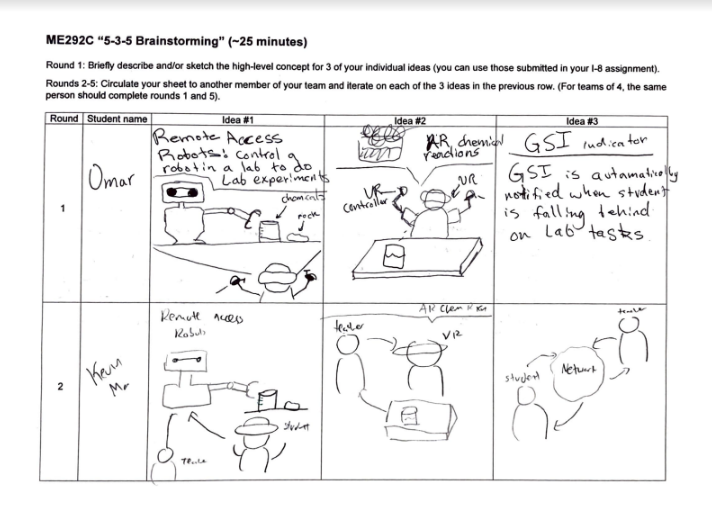 ME292C "5-3-5 Brainstorming" (~25 minutes)
Round 1: Briefly describe and/or sketch the high-level concept for 3 of your individual ideas (you can use those submitted in your I-8 assignment).
Rounds 2-5: Circulate your sheet to another member of your team and iterate on each of the 3 ideas in the previous row. (For teams of 4, the same
person should complete rounds 1 and 5).
Round Student name Idea #1 Idea #2 Idea #3
1
Omar
Remote Access
Robots: Control a
robot in a lab to do
Lab experiments
chemicals
rock
AR chemical
reactions
VR
Controller
VR
GSI indicator
GSI is automatically
notified when student
is falling behind
on Lab tasks
2
Kevin
Remote access
Robots
student
AR Chem Kit
teacher
VR
teacher
student
Network